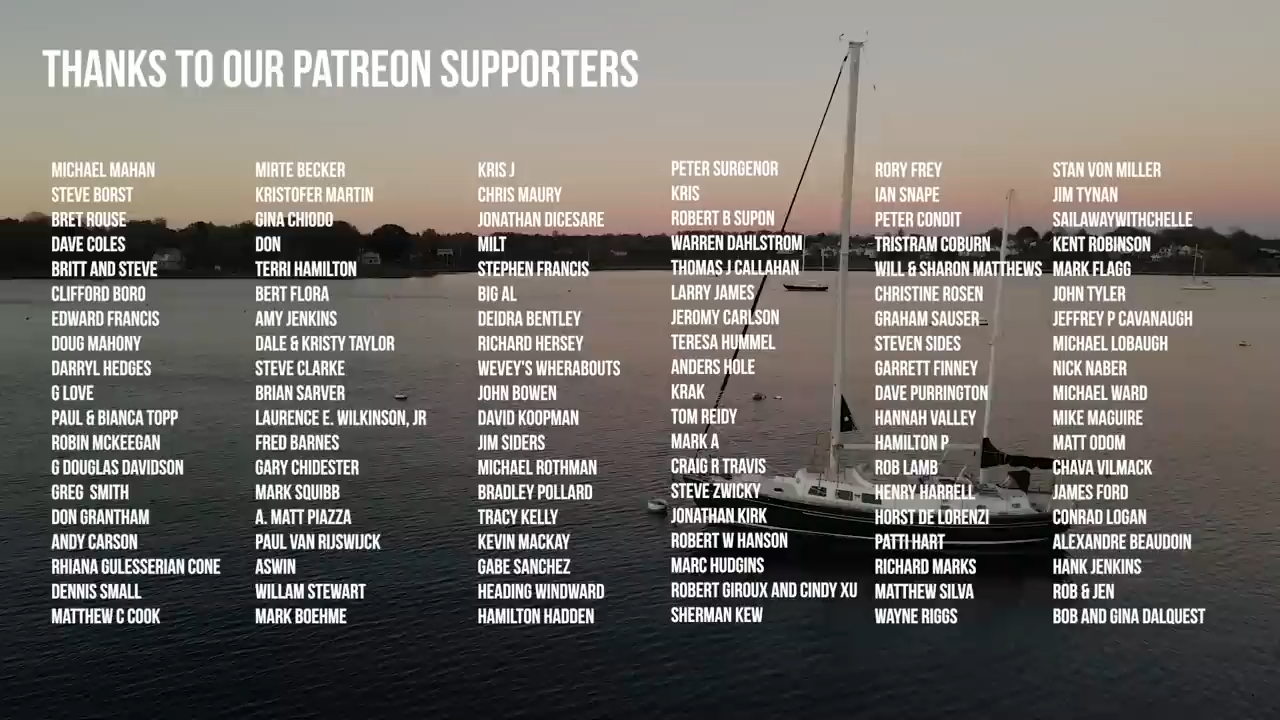 THANKS TO OUR PATREON SUPPORTERS
MICHAEL MAHAN
STEVE BORST
BRET ROUSE
DAVE COLES
BRITT AND STEVE
CLIFFORD BORO
EDWARD FRANCIS
DOUG MAHONY
DARRYL HEDGES
G LOVE
PAUL & BIANCA TOPP
ROBIN MCKEEGAN
G DOUGLAS DAVIDSON
GREG SMITH
DON GRANTHAM
ANDY CARSON
RHIANA GULESSERIAN CONE
DENNIS SMALL
MATTHEW C COOK
MIRTE BECKER
KRISTOFER MARTIN
GINA CHIODO
DON
TERRI HAMILTON
BERT FLORA
AMY JENKINS
DALE & KRISTY TAYLOR
STEVE CLARKE
BRIAN SARVER
LAURENCE E. WILKINSON, JR
FRED BARNES
GARY CHIDESTER
MARK SQUIBB
A. MATT PIAZZA
PAUL VAN RIJSWIJCK
ASWIN
WILLAM STEWART
MARK BOEHME
KRIS J
CHRIS MAURY
JONATHAN DICESARE
MILT
STEPHEN FRANCIS
BIG AL
DEIDRA BENTLEY
RICHARD HERSEY
WEVEY'S WHERABOUTS
JOHN BOWEN
DAVID KOOPMAN
JIM SIDERS
MICHAEL ROTHMAN
BRADLEY POLLARD
TRACY KELLY
KEVIN MACKAY
GABE SANCHEZ
HEADING WINDWARD
HAMILTON HADDEN
PETER SURGENOR
KRIS
ROBERT B SUPON
WARREN DAHLSTROM
THOMAS J CALLAHAN
LARRY JAMES
JEROMY CARLSON
TERESA HUMMEL
ANDERS HOLE
KRAK
TOM REIDY
MARK A
CRAIG R TRAVIS
STEVE ZWICKY
JONATHAN KIRK
ROBERT W HANSON
MARC HUDGINS
ROBERT GIROUX AND CINDY XU
SHERMAN KEW
RORY FREY
IAN SNAPE
PETER CONDIT
TRISTRAM COBURN
WILL & SHARON MATTHEWS
CHRISTINE ROSEN
GRAHAM SAUSER
STEVEN SIDES
GARRETT FINNEY
DAVE PURRINGTON
HANNAH VALLEY
HAMILTON P
ROB LAMB
HENRY HARRELL
HORST DE LORENZI
PATTI HART
RICHARD MARKS
MATTHEW SILVA
WAYNE RIGGS
STAN VON MILLER
JIM TYNAN
SAILAWAYWITHCHELLE
KENT ROBINSON
MARK FLAGG
JOHN TYLER
JEFFREY P CAVANAUGH
MICHAEL LOBAUGH
NICK NABER
MICHAEL WARD
MIKE MAGUIRE
MATT ODOM
CHAVA VILMACK
JAMES FORD
CONRAD LOGAN
ALEXANDRE BEAUDOIN
HANK JENKINS
ROB & JEN
BOB AND GINA DALQUEST